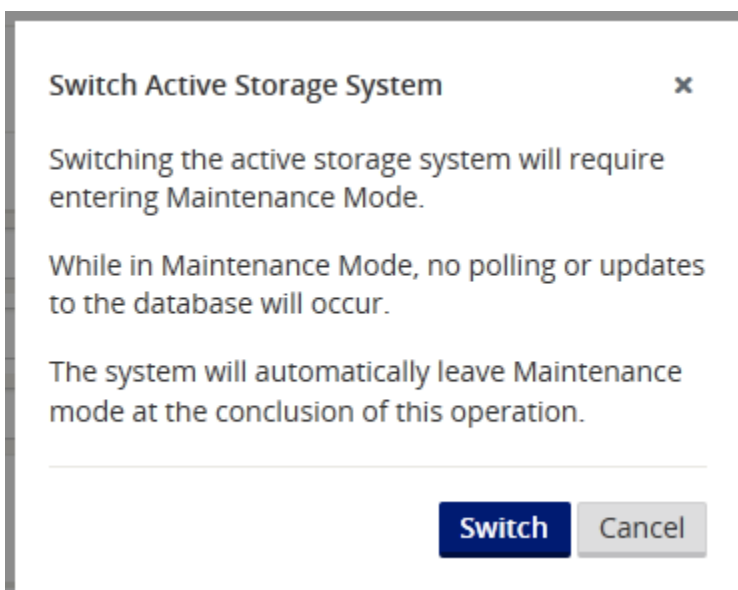 Switch Active Storage System
Switching the active storage system will require
entering Maintenance Mode.
While in Maintenance Mode, no polling or updates
to the database will occur.
The system will automatically leave Maintenance
mode at the conclusion of this operation.
Switch Cancel